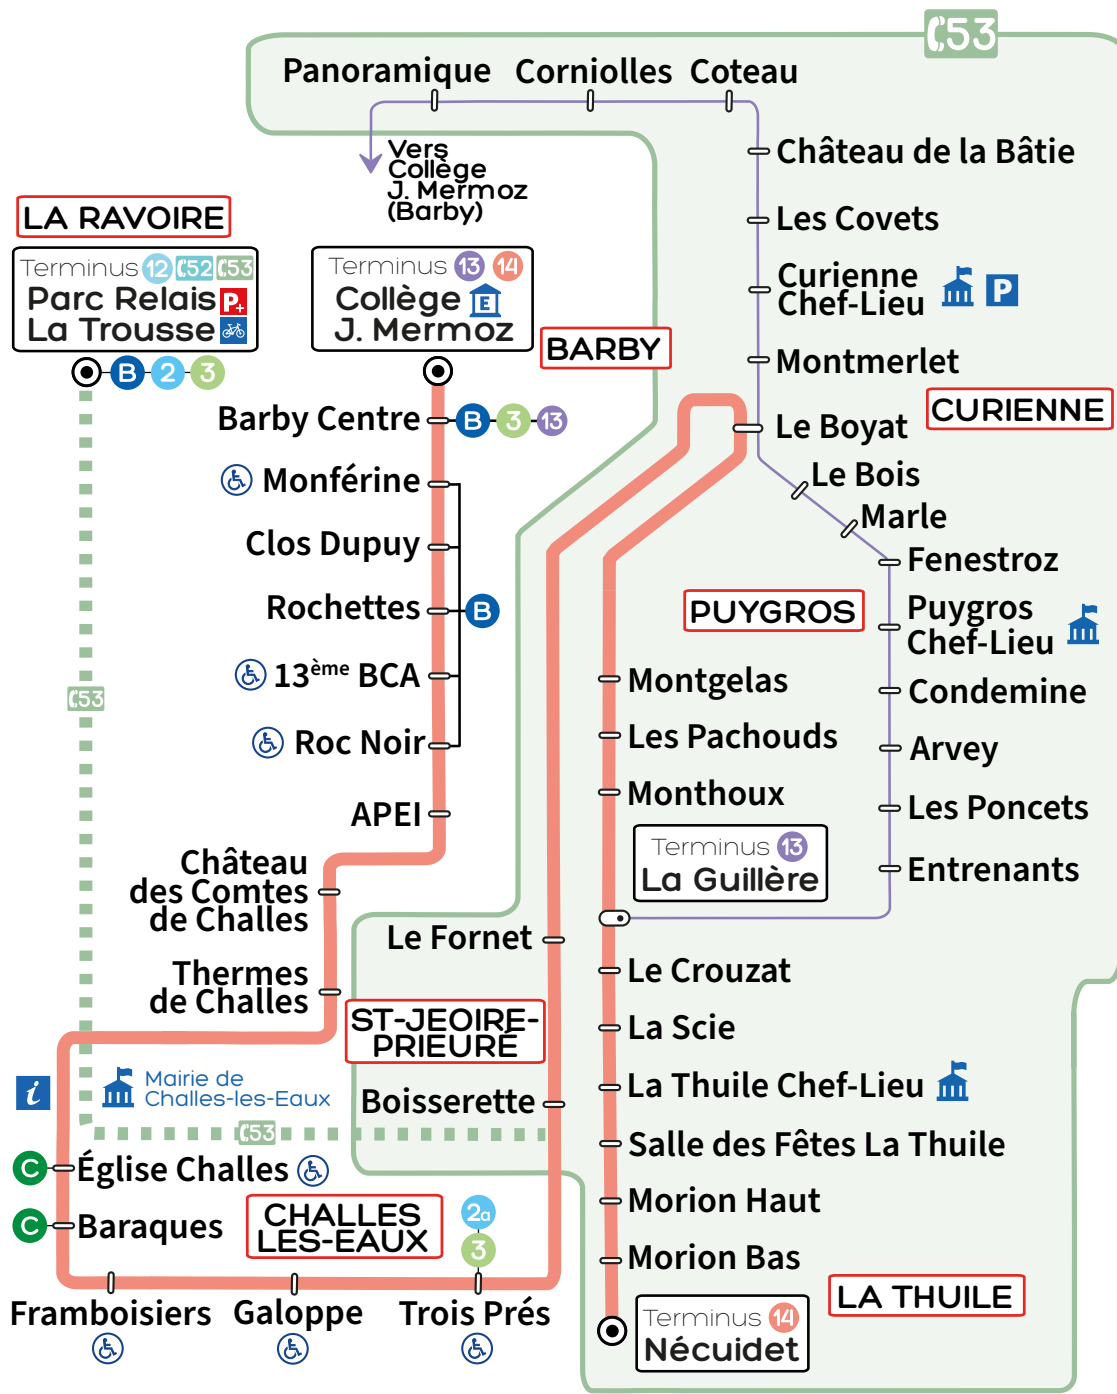 C53
Panoramique
Corniolles
Coteau
Vers
Collège
J. Mermoz
(Barby)
Château de la Bâtie
Les Covets
Curienne
Chef-Lieu
P
Montmerlet
CURIENNE
Le Boyat
Le Bois
Marle
Fenestroz
PUYGROS
Puygros
Chef-Lieu
Condemine
Arvey
Les Poncets
Entrenants
LA RAVOIRE
Terminus 12 C52 C53
Parc Relais P+
La Trousse
B 2 3
C53
Terminus 13 14
Collège E
J. Mermoz
BARBY
Barby Centre B 3 13
Monférine
Clos Dupuy
Rochettes B
13ème BCA
Roc Noir
APEI
Château
des Comtes
de Challes
Thermes
de Challes
i
Mairie de
Challes-les-Eaux
C53
C Église Challes
C Baraques
CHALLES
LES-EAUX
2a
3
Framboisiers
Galoppe
Trois Prés
ST-JEOIRE-
PRIEURÉ
Boisserette
Le Fornet
Montgelas
Les Pachouds
Monthoux
Terminus 13
La Guillère
Le Crouzat
La Scie
La Thuile Chef-Lieu
Salle des Fêtes La Thuile
Morion Haut
Morion Bas
LA THUILE
Terminus 14
Nécuidet